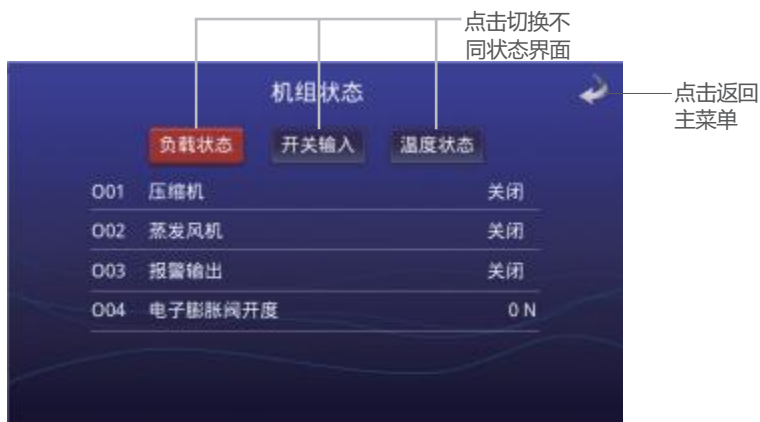 点击切换不
同状态界面
机组状态
点击返回
主菜单
负载状态 开关输入 温度状态
O01 压缩机 关闭
O02 蒸发风机 关闭
O03 报警输出 关闭
O04 电子膨胀阀开度 0 N